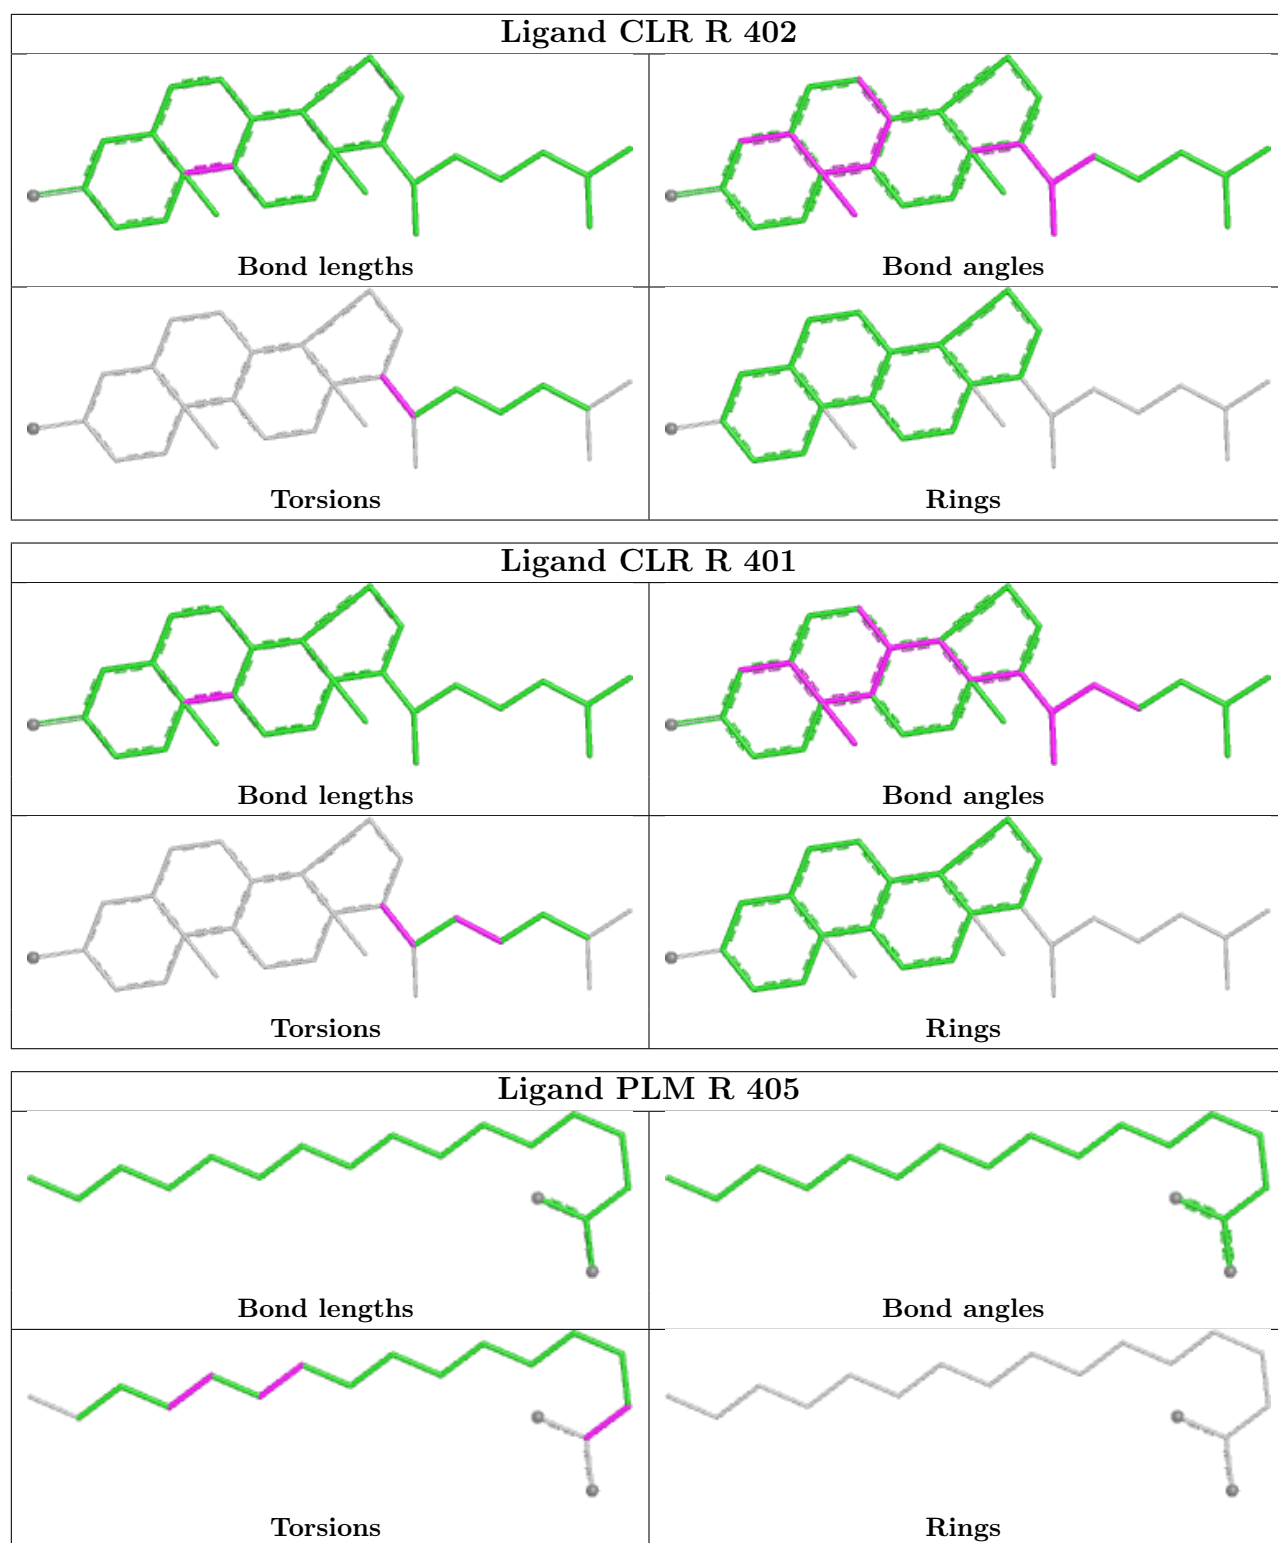 Ligand CLR R 402
Bond lengths
Bond angles
Torsions
Rings
Ligand CLR R 401
Bond lengths
Bond angles
Torsions
Rings
Ligand PLM R 405
Bond lengths
Bond angles
Torsions
Rings